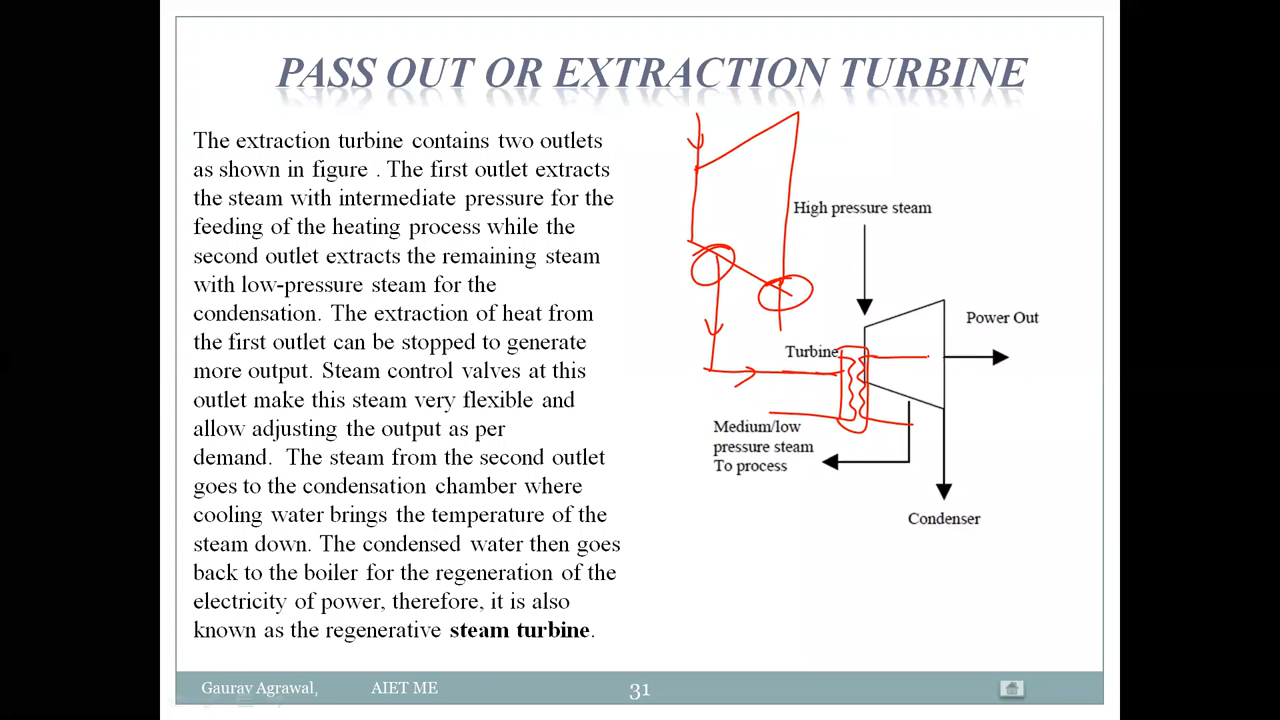 PASS OUT OR EXTRACTION TURBINE
The extraction turbine contains two outlets
as shown in figure . The first outlet extracts
the steam with intermediate pressure for the
feeding of the heating process while the
second outlet extracts the remaining steam
with low-pressure steam for the
condensation. The extraction of heat from
the first outlet can be stopped to generate
more output. Steam control valves at this
outlet make this steam very flexible and
allow adjusting the output as per
demand. The steam from the second outlet
goes to the condensation chamber where
cooling water brings the temperature of the
steam down. The condensed water then goes
back to the boiler for the regeneration of the
electricity of power, therefore, it is also
known as the regenerative steam turbine.
High pressure steam
Power Out
Turbine
Medium/low
pressure steam
To process
Condenser
Gaurav Agrawal, AIET ME 31